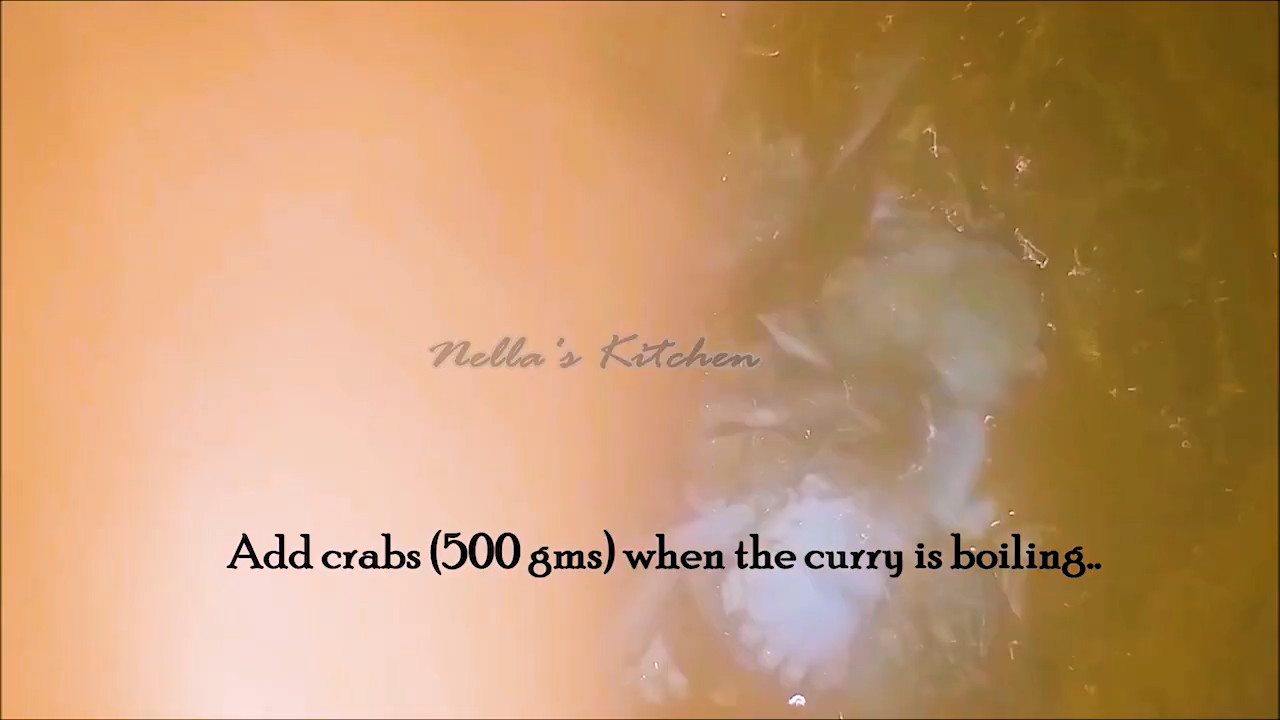 Nella's Kitchen
Add crabs (500 gms) when the curry is boiling..